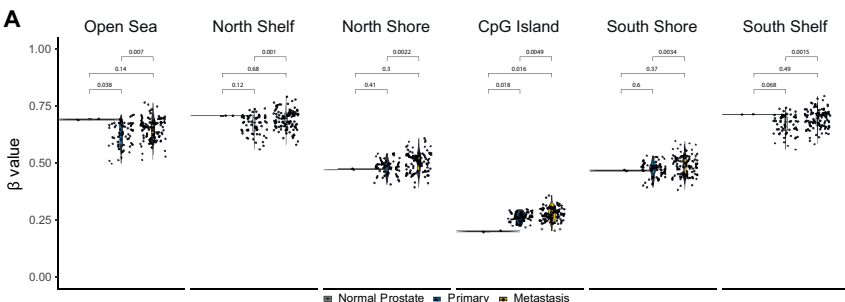 A
Open Sea North Shelf North Shore CpG Island South Shore South Shelf
1.00
0.007 0.001 0.0022 0.0049 0.0034 0.0015
0.14 0.68 0.3 0.016 0.37 0.49
0.038 0.12 0.41 0.018 0.6 0.068
0.75
0.50
0.25
0.00
β value
Normal Prostate Primary Metastasis